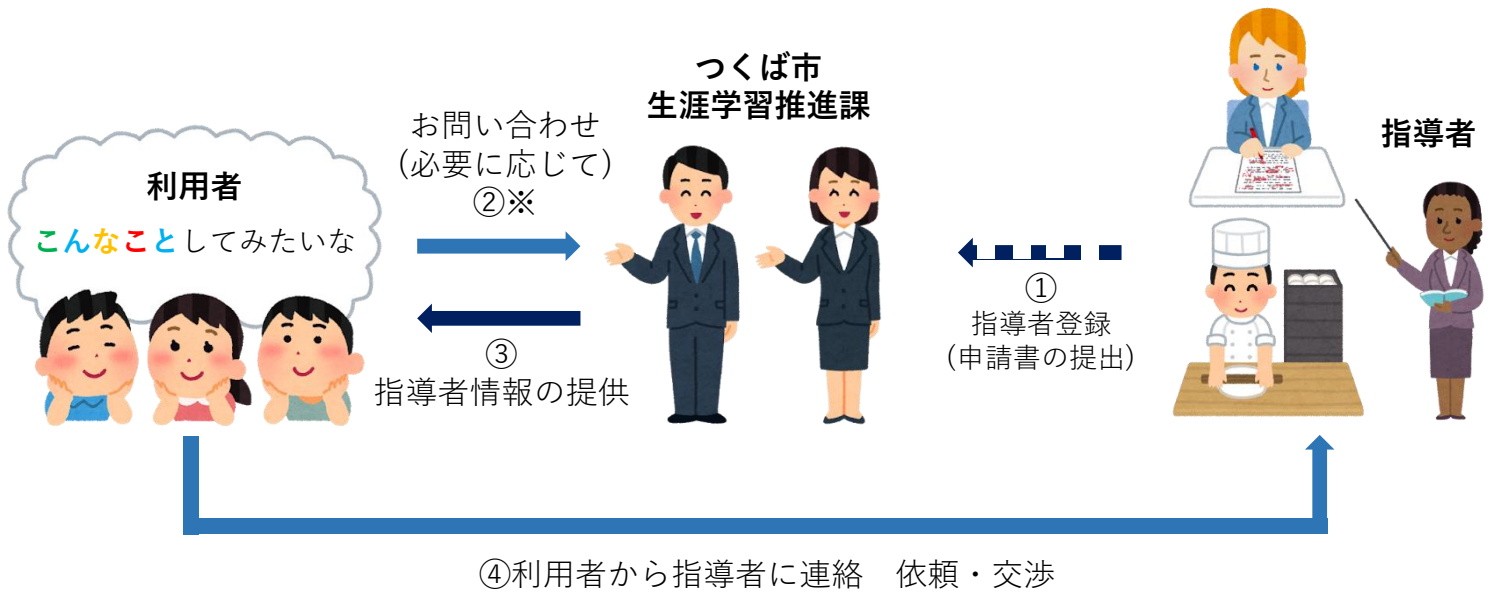 利用者
こんなことしてみたいな
お問い合わせ
(必要に応じて)
②※
③
指導者情報の提供
つくば市
生涯学習推進課
①
指導者登録
(申請書の提出)
指導者
④利用者から指導者に連絡　依頼・交渉